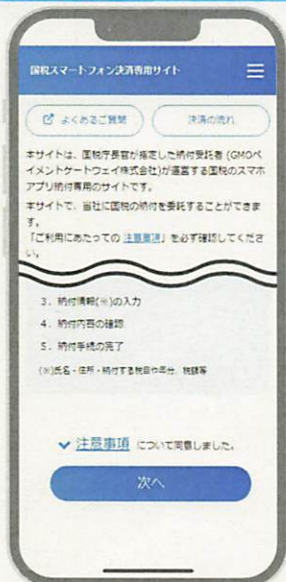 国税スマートフォン決済専用サイト
よくあるご質問
決済の流れ
本サイトは、国税庁長官が指定した納付受託者 (GMOペ
イメントゲートウェイ株式会社)が運営する国税のスマホ
アプリ納付専用のサイトです。
本サイトで、当社に国税の納付を委託することができま
す。
「ご利用にあたっての 注意事項」を必ず確認してくださ
い。
3. 納付情報(※)の入力
4. 納付内容の確認
5. 納付手続の完了
(※)氏名・住所・納付する税目や年分、税額等
注意事項 について同意しました。
次へ